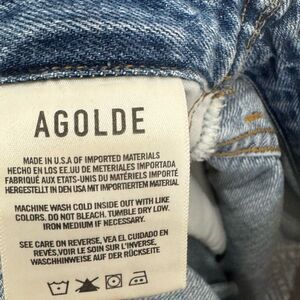 AGOLDE
MADE IN U.S.A OF IMPORTED MATERIALS
HECHO EN LOS EE.UU DE METERIALES IMPORTADA
FABRIQUÉ AUX ETATS-UNIS DU MATÉRIEL IMPORTÉ
HERGESTELLT IN DEN USA MIT IMPORTIERTEM MATERIAL
MACHINE WASH COLD INSIDE OUT WITH LIKE
COLORS. DO NOT BLEACH. TUMBLE DRY LOW.
IRON MEDIUM IF NECESSARY.
SEE CARE ON REVERSE, VEA EL CUIDADO EN
REVÉS,VOIR LE SOIN SUR L'INVERSE,
WASCHHINWEISE AUF DER RÜCKSEITE